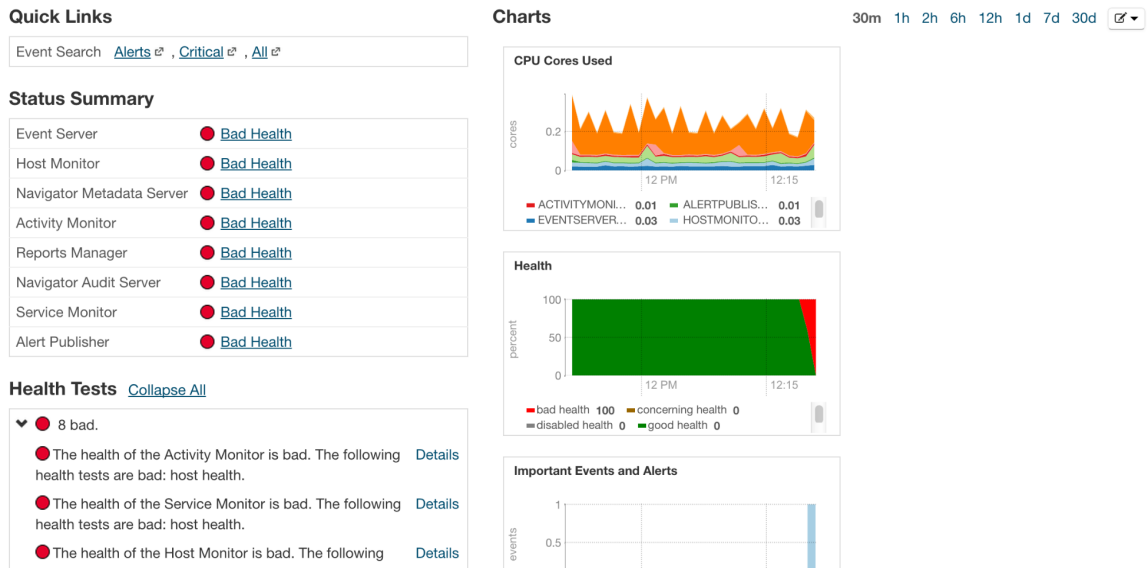 Quick Links
Event Search Alerts , Critical , All
Status Summary
Event Server Bad Health
Host Monitor Bad Health
Navigator Metadata Server Bad Health
Activity Monitor Bad Health
Reports Manager Bad Health
Navigator Audit Server Bad Health
Service Monitor Bad Health
Alert Publisher Bad Health
Health Tests Collapse All
8 bad.
The health of the Activity Monitor is bad. The following Details
health tests are bad: host health.
The health of the Service Monitor is bad. The following Details
health tests are bad: host health.
The health of the Host Monitor is bad. The following Details
Charts
30m 1h 2h 6h 12h 1d 7d 30d
CPU Cores Used
cores
0.2
0
12 PM 12:15
ACTIVITYMONI... 0.01 ALERTPUBLIS... 0.01
EVENTSERVER... 0.03 HOSTMONITO... 0.03
Health
percent
100
50
0
12 PM 12:15
bad health 100 concerning health 0
disabled health 0 good health 0
Important Events and Alerts
events
1
0.5